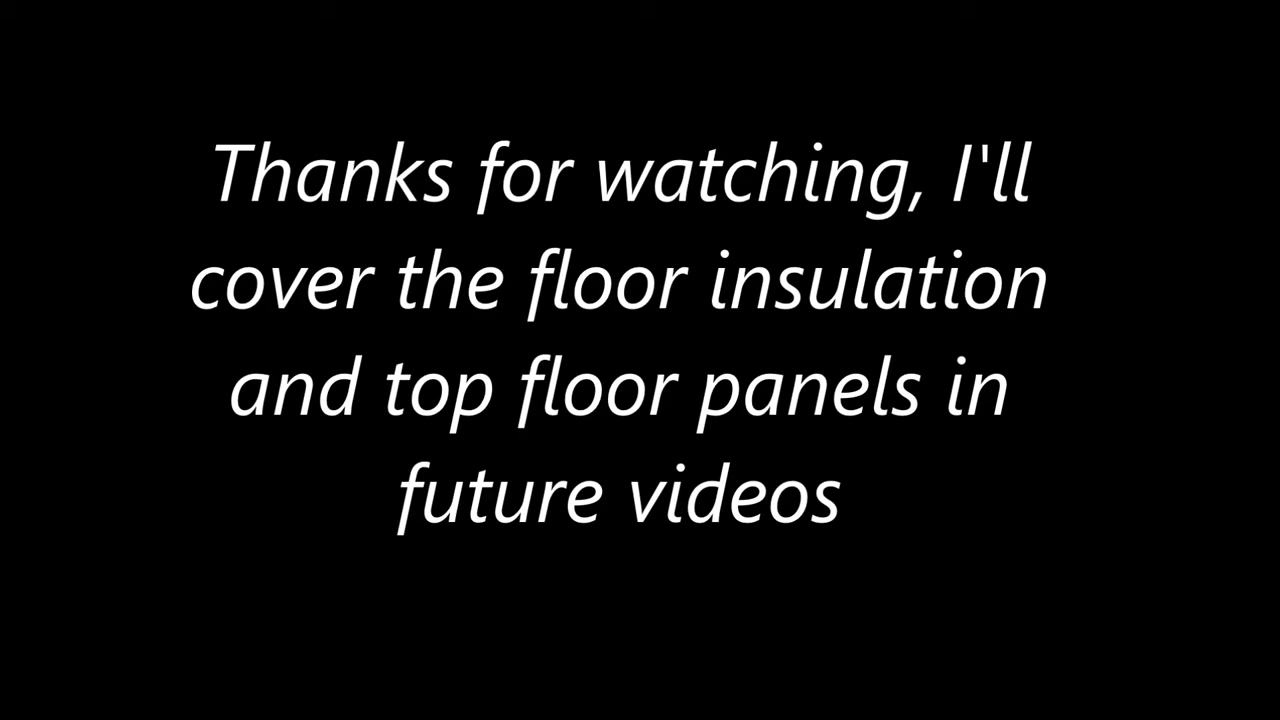 Thanks for watching, I'll
cover the floor insulation
and top floor panels in
future videos